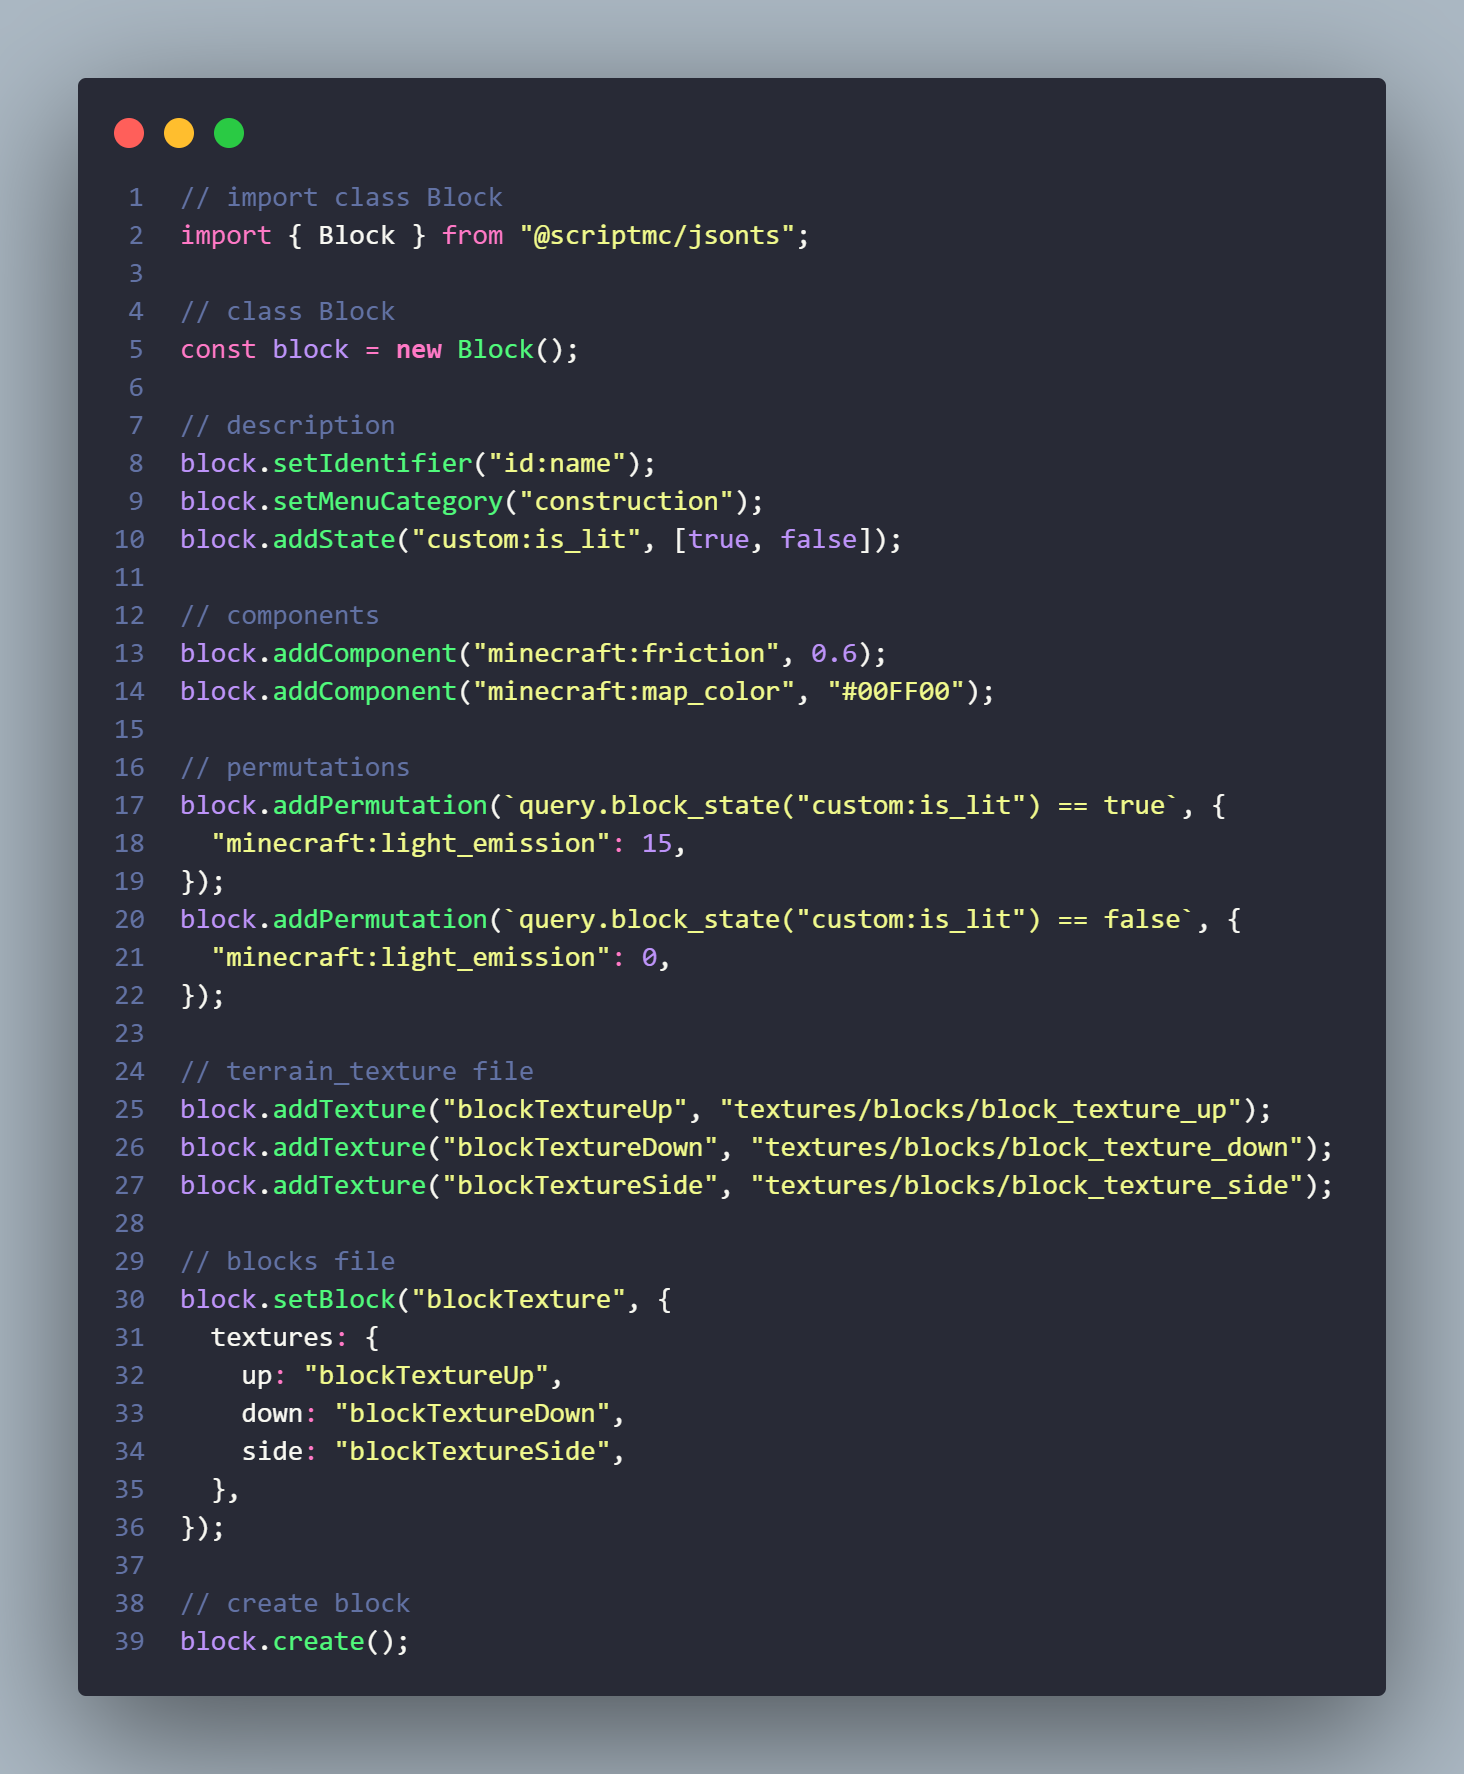 1 // import class Block
2 import { Block } from "@scriptmc/jsonts";
3
4 // class Block
5 const block = new Block();
6
7 // description
8 block.setIdentifier("id:name");
9 block.setMenuCategory("construction");
10 block.addState("custom:is_lit", [true, false]);
11
12 // components
13 block.addComponent("minecraft:friction", 0.6);
14 block.addComponent("minecraft:map_color", "#00FF00");
15
16 // permutations
17 block.addPermutation(`query.block_state("custom:is_lit") == true`, {
18   "minecraft:light_emission": 15,
19 });
20 block.addPermutation(`query.block_state("custom:is_lit") == false`, {
21   "minecraft:light_emission": 0,
22 });
23
24 // terrain_texture file
25 block.addTexture("blockTextureUp", "textures/blocks/block_texture_up");
26 block.addTexture("blockTextureDown", "textures/blocks/block_texture_down");
27 block.addTexture("blockTextureSide", "textures/blocks/block_texture_side");
28
29 // blocks file
30 block.setBlock("blockTexture", {
31   textures: {
32     up: "blockTextureUp",
33     down: "blockTextureDown",
34     side: "blockTextureSide",
35   },
36 });
37
38 // create block
39 block.create();